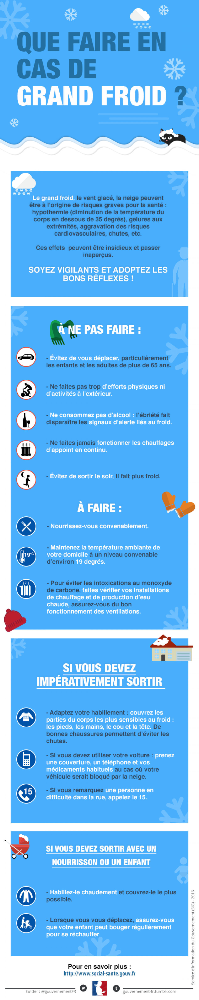 QUE FAIRE EN
CAS DE
GRAND FROID ?
Le grand froid, le vent glacé, la neige peuvent
être à l'origine de risques graves pour la santé :
hypothermie (diminution de la température du
corps en dessous de 35 degrés), gelures aux
extrémités, aggravation des risques
cardiovasculaires, chutes, etc.
Ces effets peuvent être insidieux et passer
inaperçus.
SOYEZ VIGILANTS ET ADOPTEZ LES
BONS RÉFLEXES !
À NE PAS FAIRE :
- Évitez de vous déplacer, particulièrement
les enfants et les adultes de plus de 65 ans.
- Ne faites pas trop d'efforts physiques ni
d'activités à l'extérieur.
- Ne consommez pas d'alcool : l'ébriété fait
disparaître les signaux d'alerte liés au froid.
- Ne faites jamais fonctionner les chauffages
d'appoint en continu.
- Évitez de sortir le soir, il fait plus froid.
À FAIRE :
- Nourrissez-vous convenablement.
19°C
- Maintenez la température ambiante de
votre domicile à un niveau convenable
d'environ 19 degrés.
- Pour éviter les intoxications au monoxyde
de carbone, faites vérifier vos installations
de chauffage et de production d'eau
chaude, assurez-vous du bon
fonctionnement des ventilations.
SI VOUS DEVEZ
IMPÉRATIVEMENT SORTIR
- Adaptez votre habillement : couvrez les
parties du corps les plus sensibles au froid :
les pieds, les mains, le cou et la tête. De
bonnes chaussures permettent d'éviter les
chutes.
- Si vous devez utiliser votre voiture : prenez
une couverture, un téléphone et vos
médicaments habituels au cas où votre
véhicule serait bloqué par la neige.
15
- Si vous remarquez une personne en
difficulté dans la rue, appelez le 15.
SI VOUS DEVEZ SORTIR AVEC UN
NOURRISSON OU UN ENFANT
- Habillez-le chaudement et couvrez-le le plus
possible.
- Lorsque vous vous déplacez, assurez-vous
que votre enfant peut bouger régulièrement
pour se réchauffer
Service d'information du Gouvernement (SIG) - 2016
Pour en savoir plus :
http://www.social-sante.gouv.fr
twitter : @gouvernementFR
t
gouvernement-fr.tumblr.com